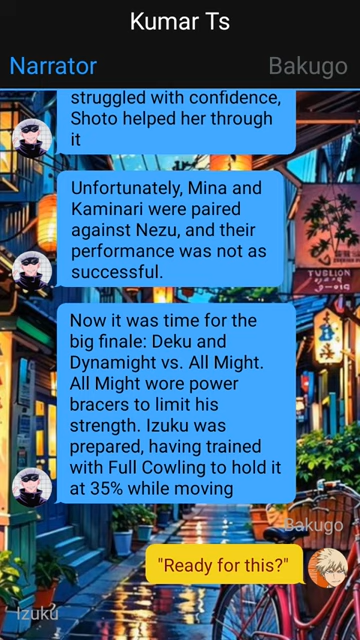 Kumar Ts
Narrator
Bakugo
struggled with confidence,
Shoto helped her through
it
Unfortunately, Mina and
Kaminari were paired
against Nezu, and their
performance was not as
successful.
Now it was time for the
big finale: Deku and
Dynamight vs. All Might.
All Might wore power
bracers to limit his
strength. Izuku was
prepared, having trained
with Full Cowling to hold it
at 35% while moving
Bakugo
"Ready for this?"
Izuku